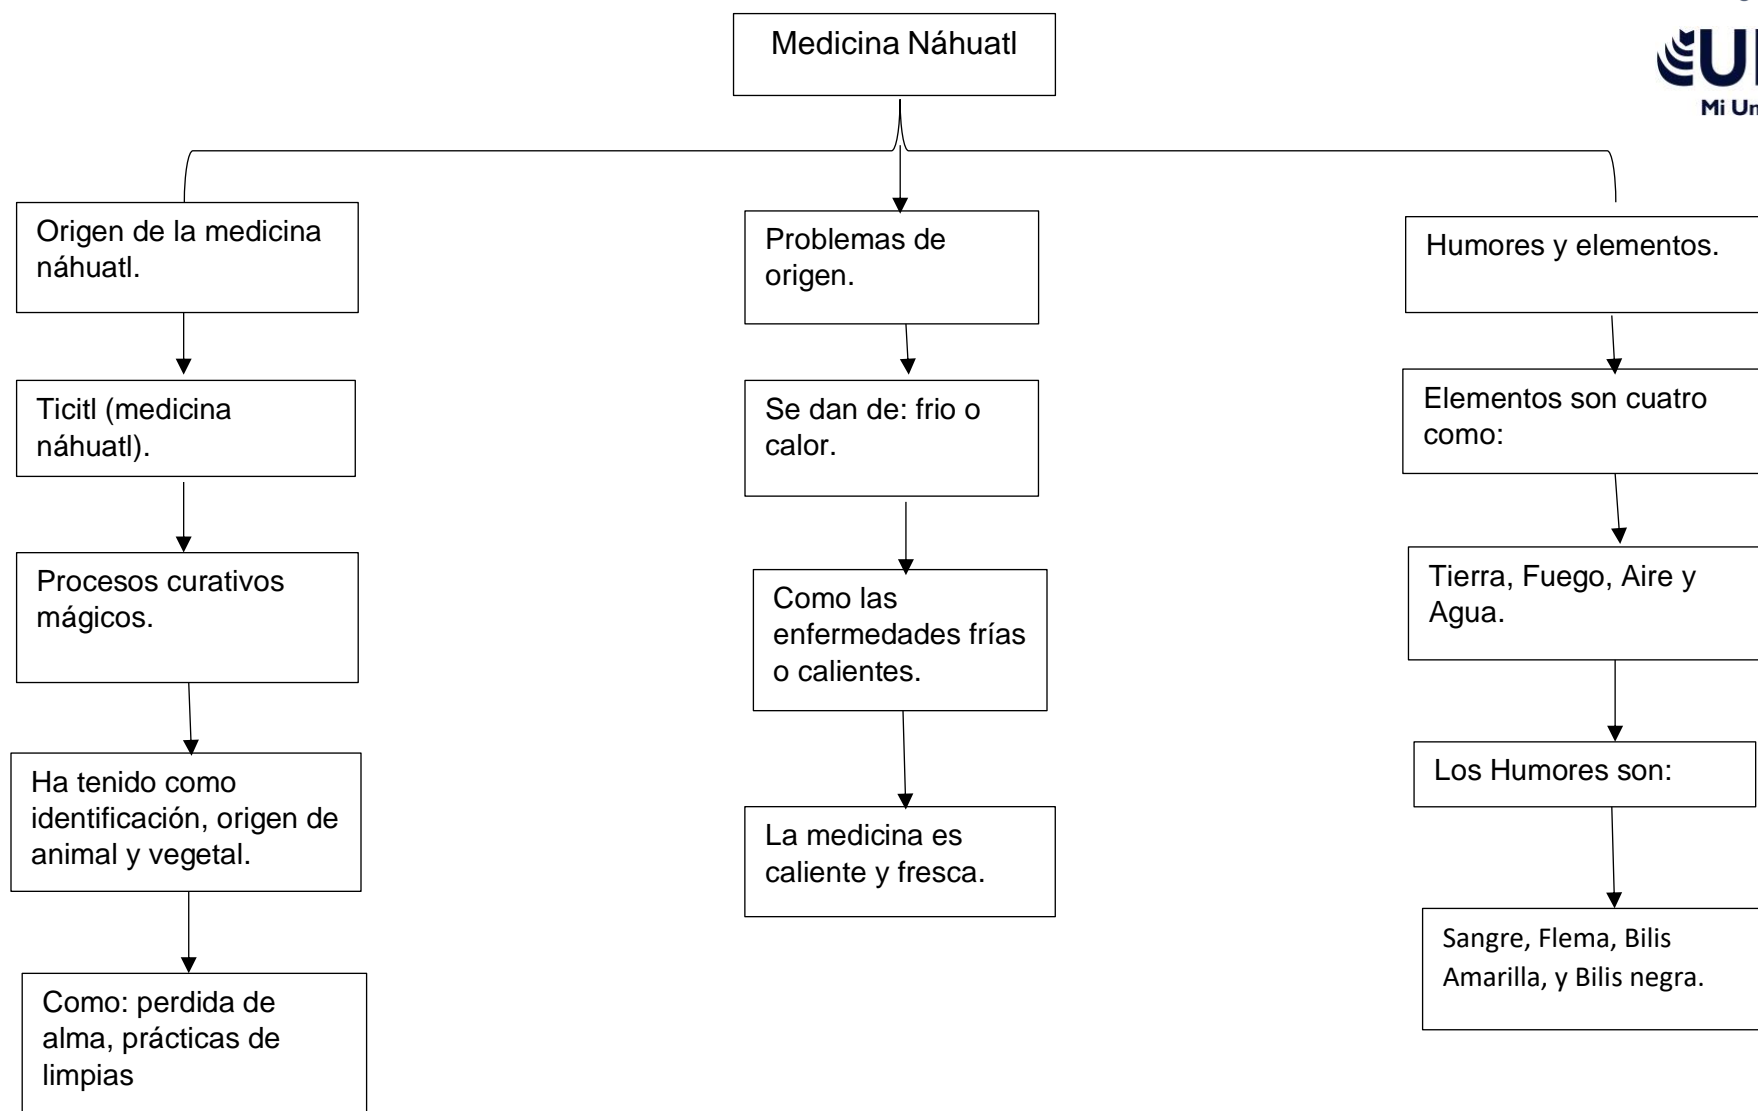 Medicina Náhuatl
Mi Un
Origen de la medicina
náhuatl.
Ticitl (medicina
náhuatl).
Procesos curativos
mágicos.
Ha tenido como
identificación, origen de
animal y vegetal.
Como: perdida de
alma, prácticas de
limpias
Problemas de
origen.
Se dan de: frio o
calor.
Como las
enfermedades frías
o calientes.
La medicina es
caliente y fresca.
Humores y elementos.
Elementos son cuatro
como:
Tierra, Fuego, Aire y
Agua.
Los Humores son:
Sangre, Flema, Bilis
Amarilla, y Bilis negra.